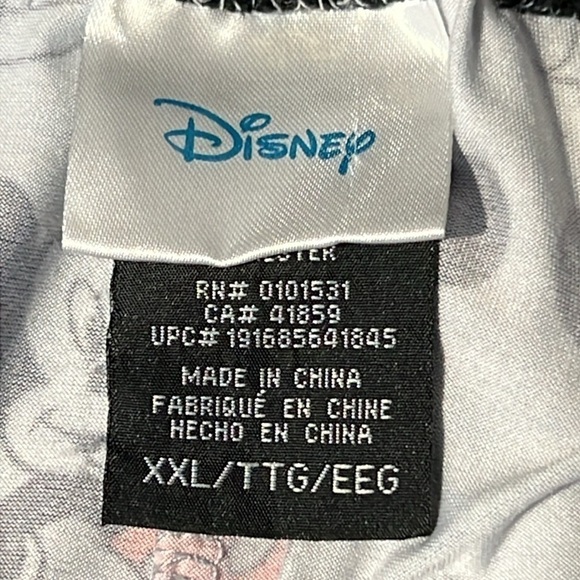 Disney
RN# 0101531
CA# 41859
UPC# 191685641845
MADE IN CHINA
FABRIQUÉ EN CHINE
HECHO EN CHINA
XXL/TTG/EEG